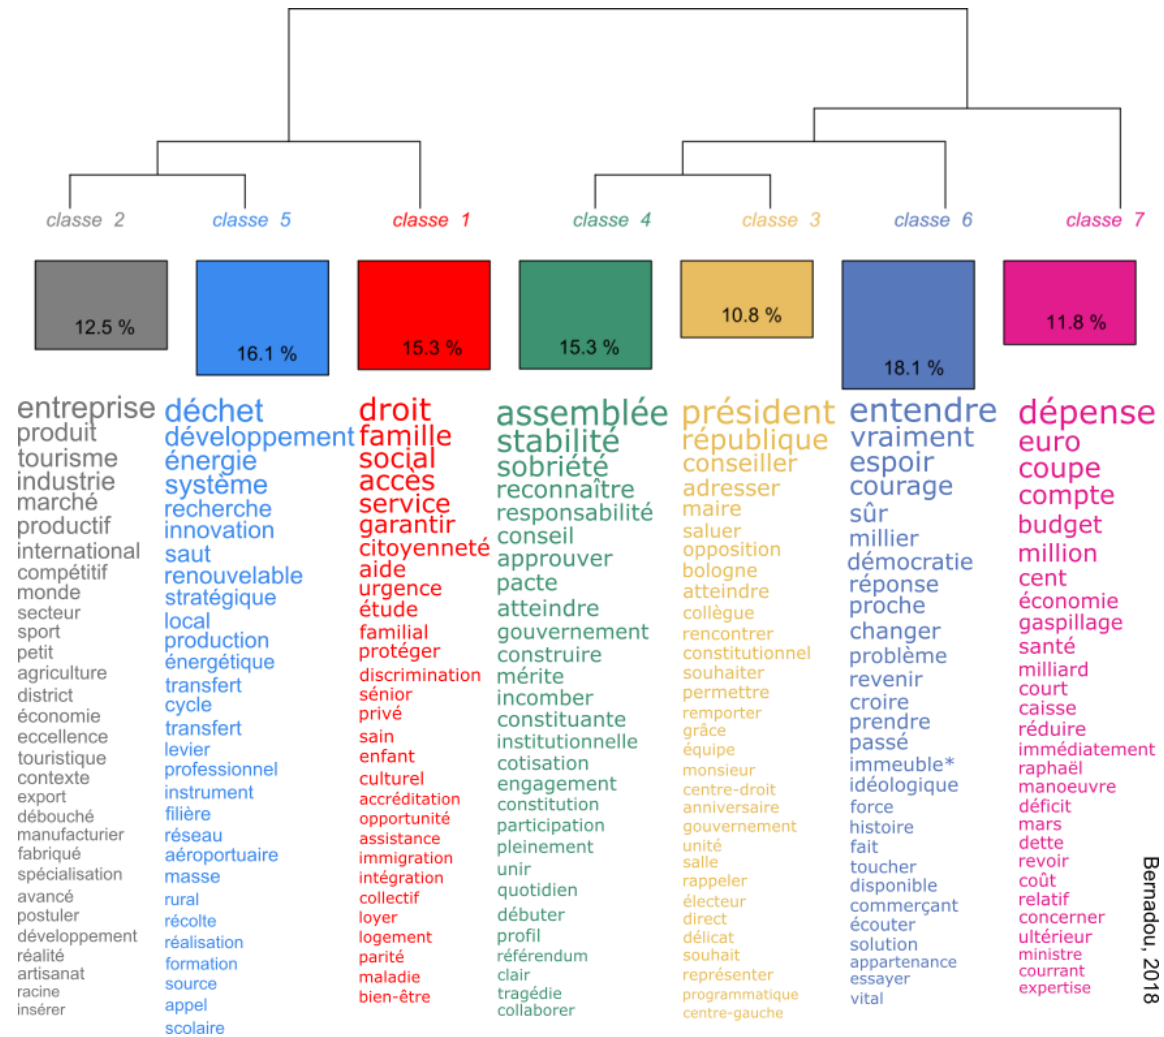 classe 2
classe 5
classe 1
classe 4
classe 3
classe 6
classe 7
12.5 %
16.1 %
15.3 %
15.3 %
10.8 %
18.1 %
11.8 %
entreprise
produit
tourisme
industrie
marché
productif
international
compétitif
monde
secteur
sport
petit
agriculture
district
économie
eccellence
touristique
contexte
export
débouché
manufacturier
fabriqué
spécialisation
avancé
postuler
développement
réalité
artisanat
racine
insérer
déchet
développement
énergie
système
recherche
innovation
saut
renouvelable
stratégique
local
production
énergétique
transfert
cycle
transfert
levier
professionnel
instrument
filière
réseau
aéroportuaire
masse
rural
récolte
réalisation
formation
source
appel
scolaire
droit
famille
social
accès
service
garantir
citoyenneté
aide
urgence
étude
familial
protéger
discrimination
sénior
privé
sain
enfant
culturel
accréditation
opportunité
assistance
immigration
intégration
collectif
loyer
logement
parité
maladie
bien-être
assemblée
stabilité
sobriété
reconnaître
responsabilité
conseil
approuver
pacte
atteindre
gouvernement
construire
mérite
incomber
constituante
institutionnelle
cotisation
engagement
constitution
participation
pleinement
unir
quotidien
débuter
profil
référendum
clair
tragédie
collaborer
président
république
conseiller
adresser
maire
saluer
opposition
bologne
atteindre
collègue
rencontrer
constitutionnel
souhaiter
permettre
remporter
grâce
équipe
monsieur
centre-droit
anniversaire
gouvernement
unité
salle
rappeler
électeur
direct
délicat
souhait
représenter
programmatique
centre-gauche
entendre
vraiment
espoir
courage
sûr
millier
démocratie
réponse
proche
changer
problème
revenir
croire
prendre
passé
immeuble*
idéologique
force
histoire
fait
toucher
disponible
commerçant
écouter
solution
appartenance
essayer
vital
dépense
euro
coupe
compte
budget
million
cent
économie
gaspillage
santé
milliard
court
caisse
réduire
immédiatement
raphaël
manoeuvre
déficit
mars
dette
revoir
coût
relatif
concerner
ultérieur
ministre
courrant
expertise
Bernadou, 2018